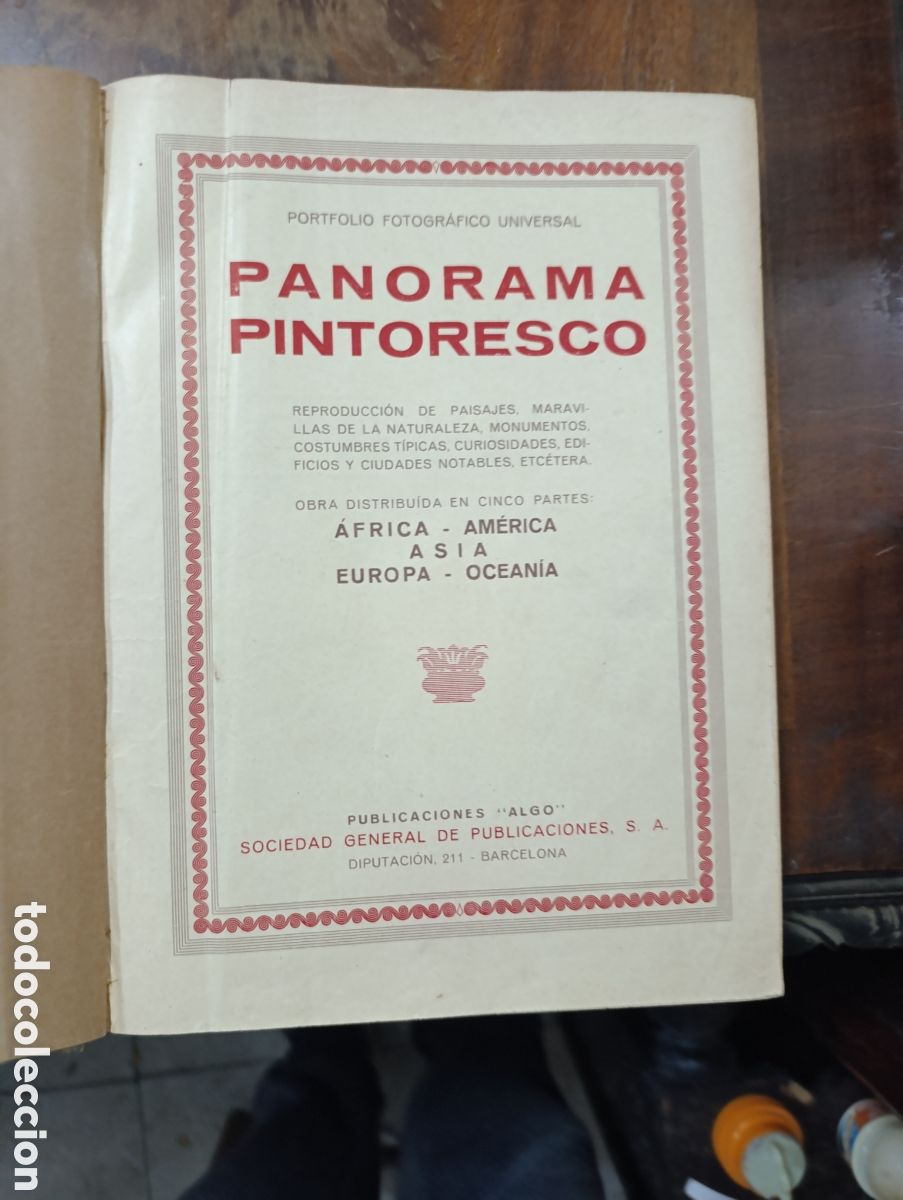 PORTFOLIO FOTOGRÁFICO UNIVERSAL
PANORAMA
PINTORESCO
REPRODUCCIÓN DE PAISAJES, MARAVI-
LLAS DE LA NATURALEZA, MONUMENTOS,
COSTUMBRES TÍPICAS, CURIOSIDADES, EDI-
FICIOS Y CIUDADES NOTABLES, ETCÉTERA.
OBRA DISTRIBUÍDA EN CINCO PARTES:
ÁFRICA - AMÉRICA
ASIA
EUROPA - OCEANÍA
PUBLICACIONES "ALGO"
SOCIEDAD GENERAL DE PUBLICACIONES, S. A.
DIPUTACIÓN, 211 - BARCELONA
todocoleccion